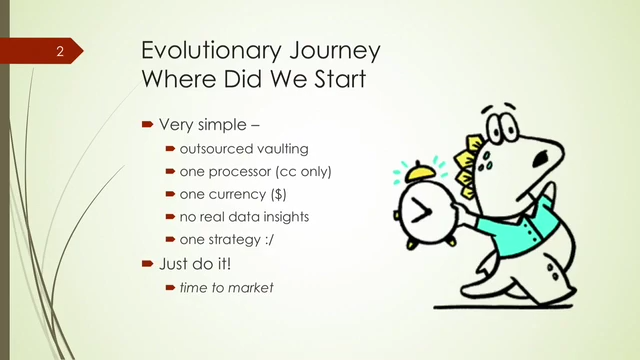 2
Evolutionary Journey
Where Did We Start
Very simple –
outsourced vaulting
one processor (cc only)
one currency ($)
no real data insights
one strategy :/
Just do it!
time to market